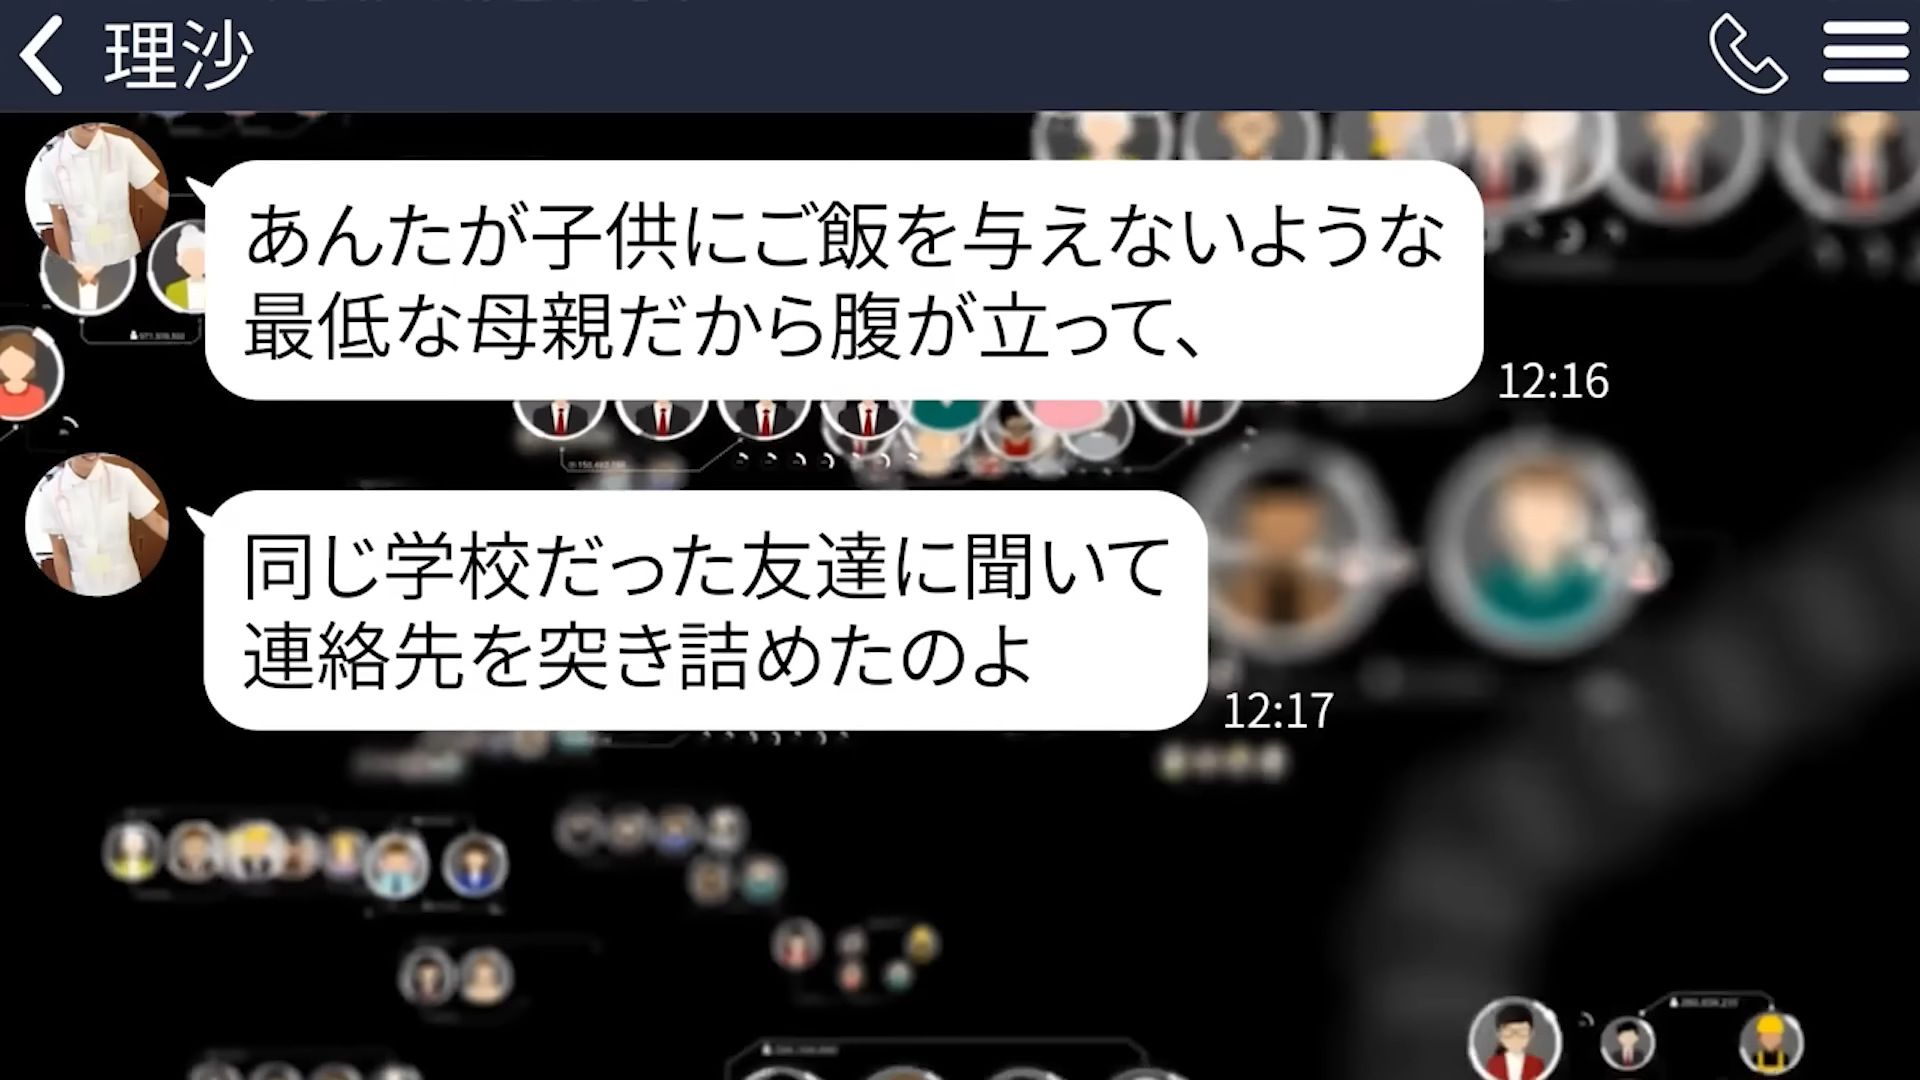 理沙
あんたが子供にご飯を与えないような
最低な母親だから腹が立って、
12:16
同じ学校だった友達に聞いて
連絡先を突き詰めたのよ
12:17